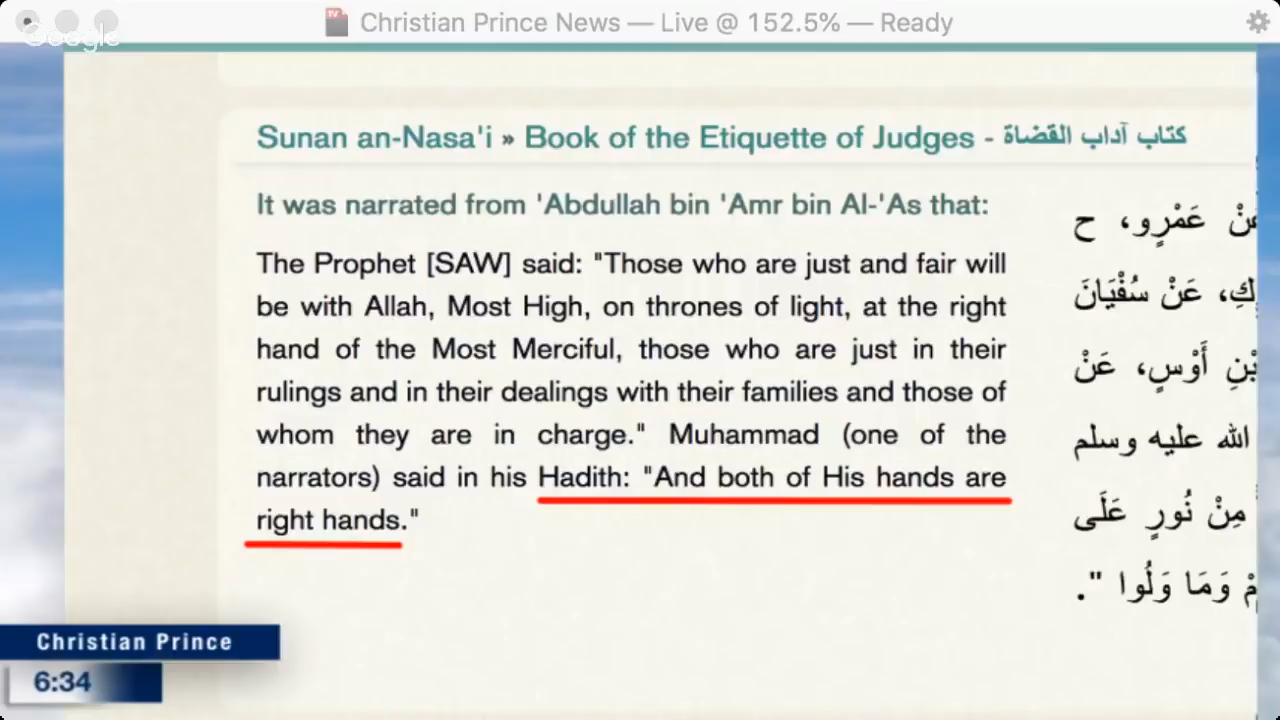 Christian Prince News — Live @ 152.5% — Ready
Google
Sunan an-Nasa'i » Book of the Etiquette of Judges - كتاب آداب القضاة
It was narrated from 'Abdullah bin 'Amr bin Al-'As that:
The Prophet [SAW] said: "Those who are just and fair will
be with Allah, Most High, on thrones of light, at the right
hand of the Most Merciful, those who are just in their
rulings and in their dealings with their families and those of
whom they are in charge." Muhammad (one of the
narrators) said in his Hadith: "And both of His hands are
right hands."
عَنْ عَمْرٍو، ح
عَنْ سُفْيَانَ
بْنِ أَوْسٍ، عَنْ
الله عليه وسلم
مِنْ نُورٍ عَلَى
وَمَا وَلُوا " .
Christian Prince
6:34